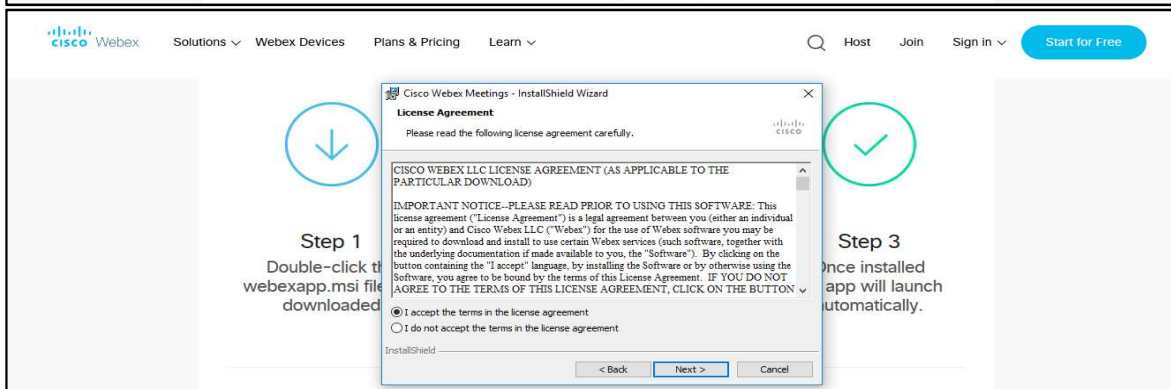 CISCO Webex Solutions Webex Devices Plans & Pricing Learn Host Join Sign in Start for Free
Cisco Webex Meetings - InstallShield Wizard
License Agreement
Please read the following license agreement carefully.
CISCO
CISCO WEBEX LLC LICENSE AGREEMENT (AS APPLICABLE TO THE
PARTICULAR DOWNLOAD)
IMPORTANT NOTICE--PLEASE READ PRIOR TO USING THIS SOFTWARE: This
license agreement ("License Agreement") is a legal agreement between you (either an individual
or an entity) and Cisco Webex LLC ("Webex") for the use of Webex software you may be
required to download and install to use certain Webex services (such software, together with
the underlying documentation if made available to you, the "Software"). By clicking on the
button containing the "I accept" language, by installing the Software or by otherwise using the
Software, you agree to be bound by the terms of this License Agreement. IF YOU DO NOT
AGREE TO THE TERMS OF THIS LICENSE AGREEMENT, CLICK ON THE BUTTON
I accept the terms in the license agreement
I do not accept the terms in the license agreement
InstallShield
< Back Next > Cancel
Step 1
Double-click
webexapp.msi
downloaded
Step 3
installed
app will launch